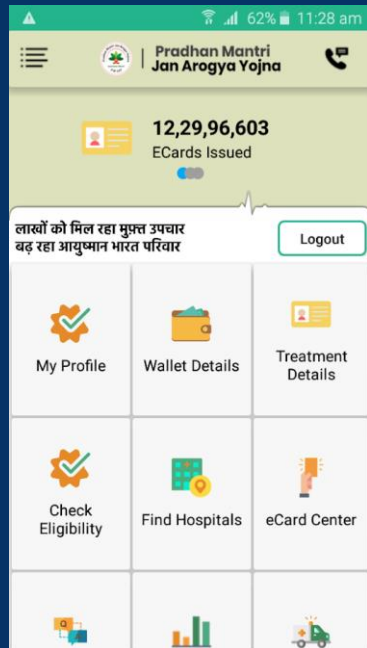 62% 11:28 am
Pradhan Mantri
Jan Arogya Yojna
12,29,96,603
ECards Issued
लाखों को मिल रहा मुफ़्त उपचार
बढ़ रहा आयुष्मान भारत परिवार
Logout
My Profile
Wallet Details
Treatment
Details
Check
Eligibility
Find Hospitals
eCard Center
Q
A